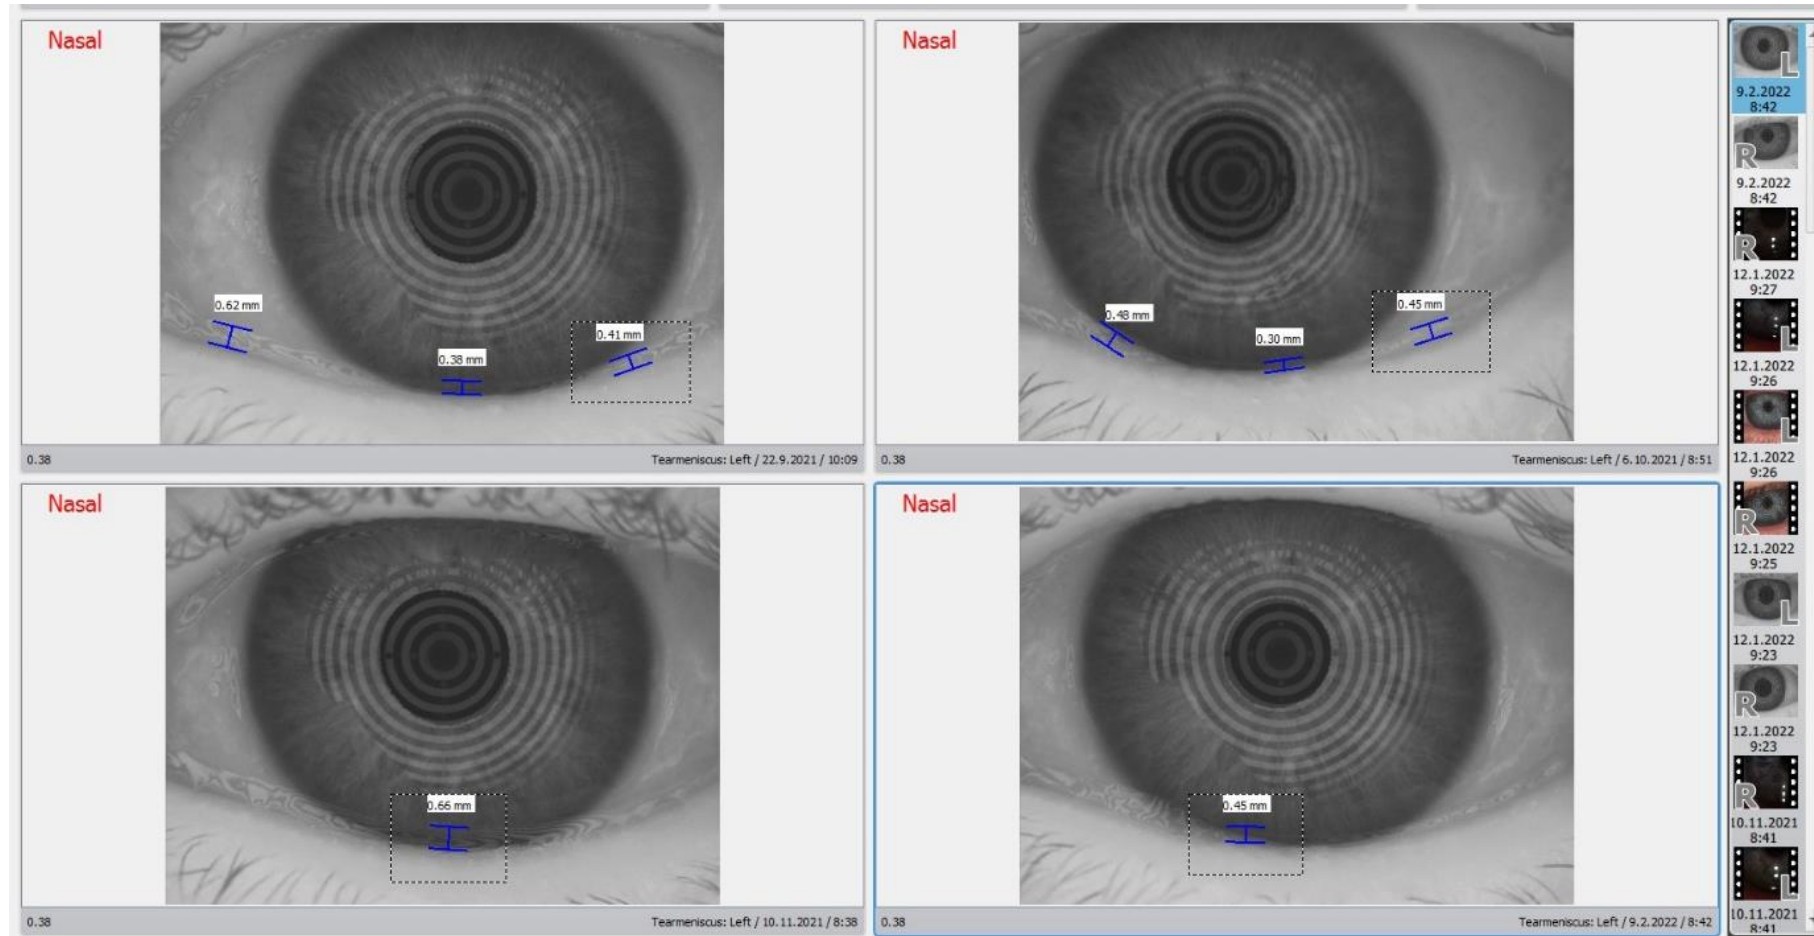 Nasal
0.62 mm
0.38 mm
0.41 mm
0.38
Tearmeniscus: Left / 22.9.2021 / 10:09
Nasal
0.48 mm
0.30 mm
0.45 mm
0.38
Tearmeniscus: Left / 6.10.2021 / 8:51
Nasal
0.66 mm
0.38
Tearmeniscus: Left / 10.11.2021 / 8:38
Nasal
0.45 mm
0.38
Tearmeniscus: Left / 9.2.2022 / 8:42
L
9.2.2022
8:42
R
9.2.2022
8:42
R
12.1.2022
9:27
L
12.1.2022
9:26
L
12.1.2022
9:26
R
12.1.2022
9:25
L
12.1.2022
9:23
R
12.1.2022
9:23
R
10.11.2021
8:41
L
10.11.2021
8:41